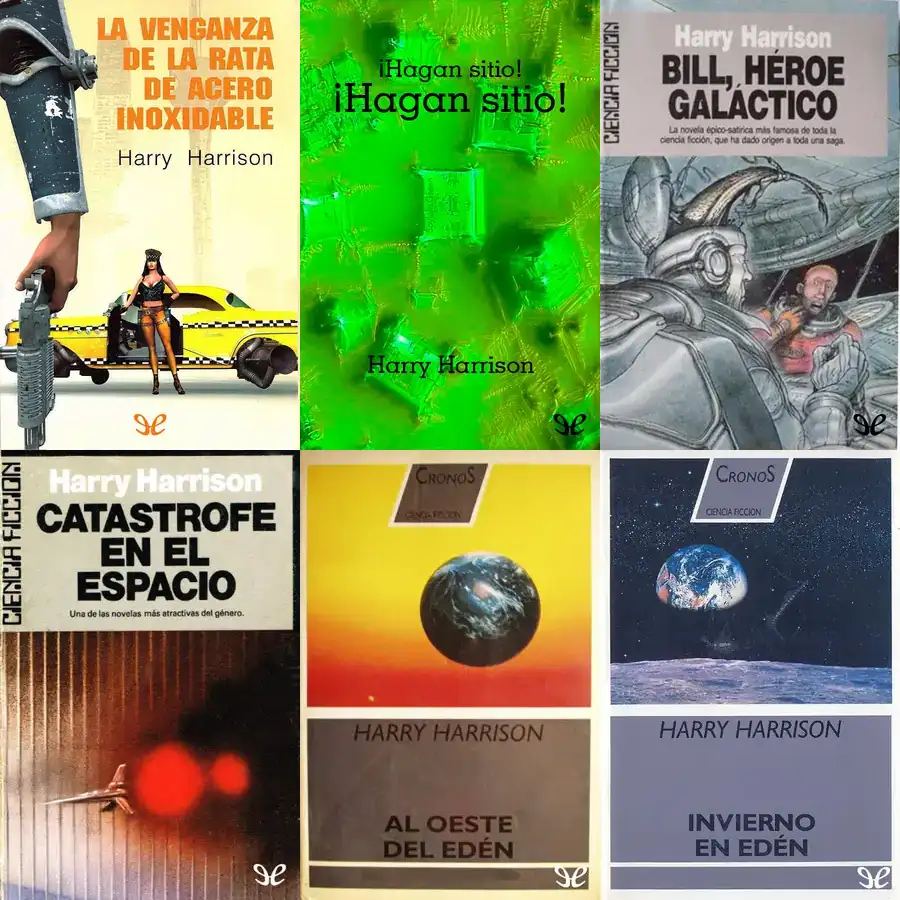 LA VENGANZA
DE LA RATA
DE ACERO
INOXIDABLE
Harry Harrison
¡Hagan sitio!
¡Hagan sitio!
Harry Harrison
CIENCIA FICCION
Harry Harrison
BILL, HÉROE
GALÁCTICO
La novela épico-satírica más famosa de toda la
ciencia ficción, que ha dado origen a toda una saga.
CIENCIA FICCION
Harry Harrison
CATASTROFE
EN EL
ESPACIO
Una de las novelas más atractivas del género.
CRONOS
CIENCIA FICCION
HARRY HARRISON
AL OESTE
DEL EDÉN
CRONOS
CIENCIA FICCION
HARRY HARRISON
INVIERNO
EN EDÉN